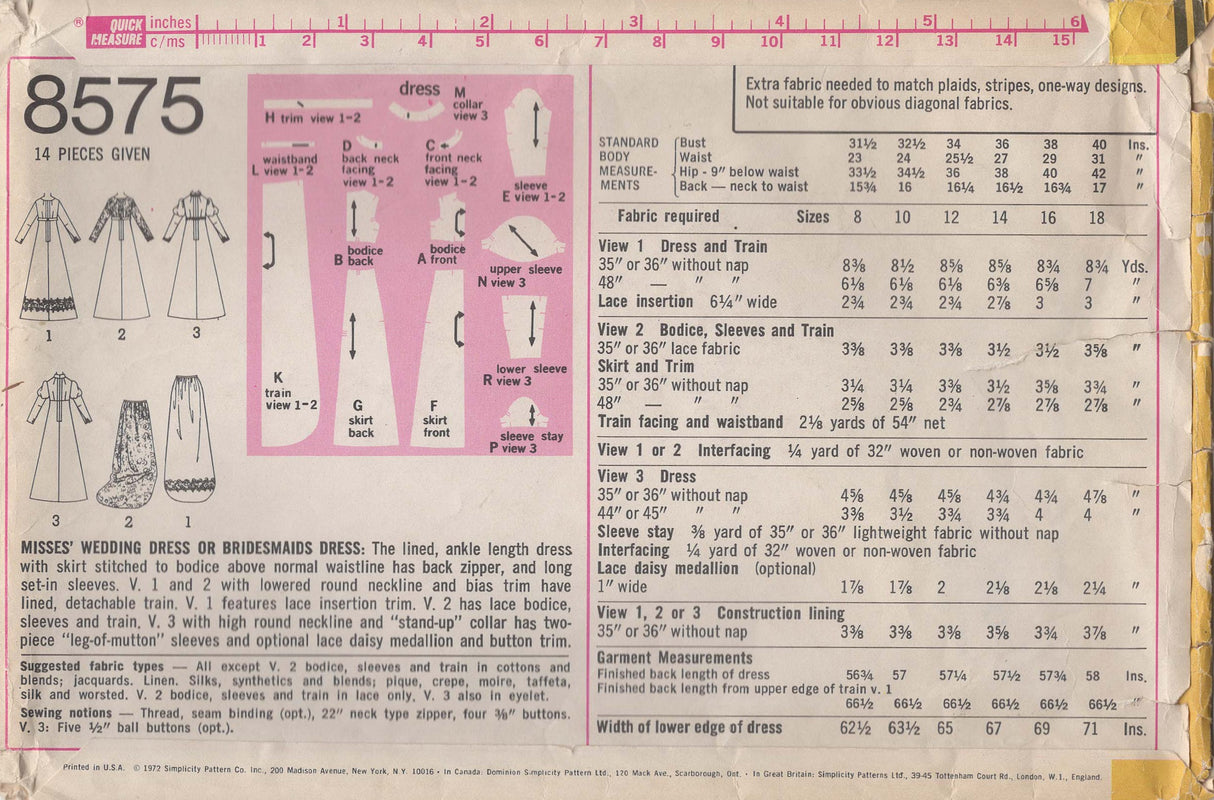 ® QUICK MEASURE inches 1 2 3 4 5 6
c/ms 1 2 3 4 5 6 7 8 9 10 11 12 13 14 15
8575
14 PIECES GIVEN
1
2
3
3
2
1
dress
H trim view 1-2
M
collar
view 3
waistband
L view 1-2
D
back neck
facing
view 1-2
C
front neck
facing
view 1-2
sleeve
E view 1-2
bodice
B back
bodice
A front
upper sleeve
N view 3
K
train
view 1-2
G
skirt
back
F
skirt
front
lower sleeve
R view 3
sleeve stay
P view 3
MISSES' WEDDING DRESS OR BRIDESMAIDS DRESS: The lined, ankle length dress
with skirt stitched to bodice above normal waistline has back zipper, and long
set-in sleeves. V. 1 and 2 with lowered round neckline and bias trim have
lined, detachable train. V. 1 features lace insertion trim. V. 2 has lace bodice,
sleeves and train. V. 3 with high round neckline and "stand-up" collar has two-
piece "leg-of-mutton" sleeves and optional lace daisy medallion and button trim.
Suggested fabric types — All except V. 2 bodice, sleeves and train in cottons and
blends; jacquards. Linen. Silks, synthetics and blends; pique, crepe, moire, taffeta,
silk and worsted. V. 2 bodice, sleeves and train in lace only. V. 3 also in eyelet.
Sewing notions — Thread, seam binding (opt.), 22" neck type zipper, four ⅜" buttons.
V. 3: Five ½" ball buttons (opt.).
Extra fabric needed to match plaids, stripes, one-way designs.
Not suitable for obvious diagonal fabrics.
STANDARD Bust 31½ 32½ 34 36 38 40 Ins.
BODY Waist 23 24 25½ 27 29 31 "
MEASURE- Hip - 9" below waist 33½ 34½ 36 38 40 42 "
MENTS Back — neck to waist 15¾ 16 16¼ 16½ 16¾ 17 "
Fabric required Sizes 8 10 12 14 16 18
View 1 Dress and Train
35" or 36" without nap 8⅜ 8½ 8⅝ 8⅝ 8¾ 8¾ Yds.
48" — " " 6⅛ 6⅛ 6⅛ 6⅜ 6⅝ 7 "
Lace insertion 6¼" wide 2¾ 2¾ 2¾ 2⅞ 3 3 "
View 2 Bodice, Sleeves and Train
35" or 36" lace fabric 3⅜ 3⅜ 3⅜ 3½ 3½ 3⅝ "
Skirt and Trim
35" or 36" without nap 3¼ 3¼ 3⅜ 3½ 3⅝ 3¾ "
48" — " " 2⅝ 2⅝ 2¾ 2⅞ 2⅞ 2⅞ "
Train facing and waistband 2⅛ yards of 54" net
View 1 or 2 Interfacing ¼ yard of 32" woven or non-woven fabric
View 3 Dress
35" or 36" without nap 4⅝ 4⅝ 4⅝ 4¾ 4¾ 4⅞ "
44" or 45" " " 3⅜ 3½ 3¾ 3¾ 4 4 "
Sleeve stay ⅜ yard of 35" or 36" lightweight fabric without nap
Interfacing ¼ yard of 32" woven or non-woven fabric
Lace daisy medallion (optional)
1" wide 1⅞ 1⅞ 2 2⅛ 2⅛ 2¼ "
View 1, 2 or 3 Construction lining
35" or 36" without nap 3⅜ 3⅜ 3⅜ 3⅝ 3¾ 3⅞ "
Garment Measurements
Finished back length of dress 56¾ 57 57¼ 57½ 57¾ 58 Ins.
Finished back length from upper edge of train v. 1
66½ 66½ 66½ 66½ 66½ 66½ "
Width of lower edge of dress 62½ 63½ 65 67 69 71 Ins.
Printed in U.S.A. © 1972 Simplicity Pattern Co. Inc., 200 Madison Avenue, New York, N.Y. 10016 • In Canada: Dominion Simplicity Pattern Ltd., 120 Mack Ave., Scarborough, Ont. • In Great Britain: Simplicity Patterns Ltd., 39-45 Tottenham Court Rd., London, W.1., England.